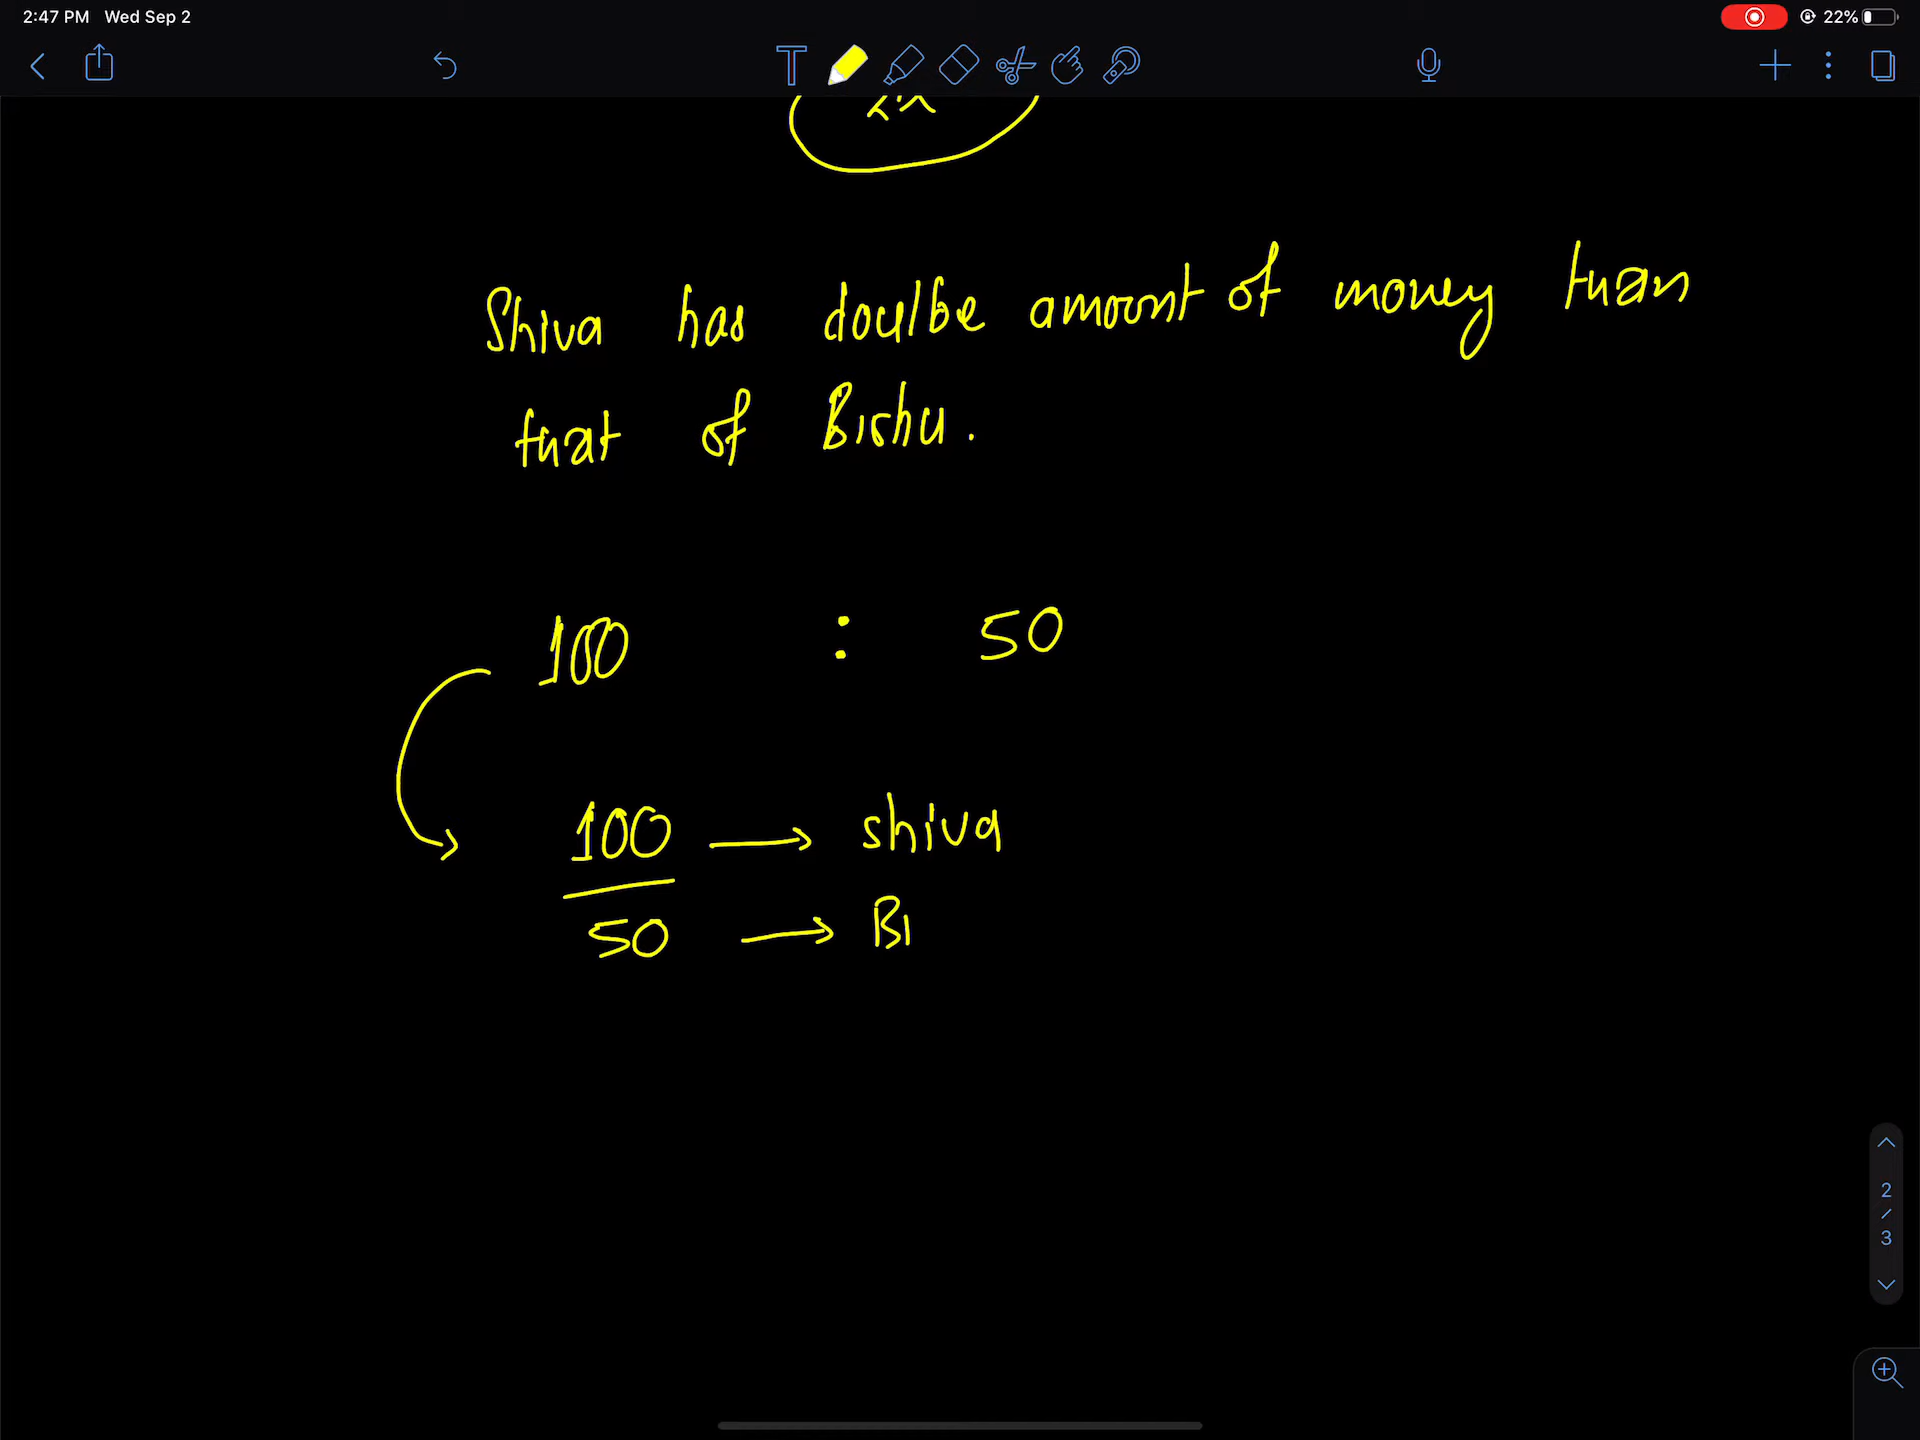 2:47 PM Wed Sep 2
22%
T
Shiva has doulbe amount of money than
that of Bishu.
100 : 50
100 → shiva
50 → Bi
2
/
3